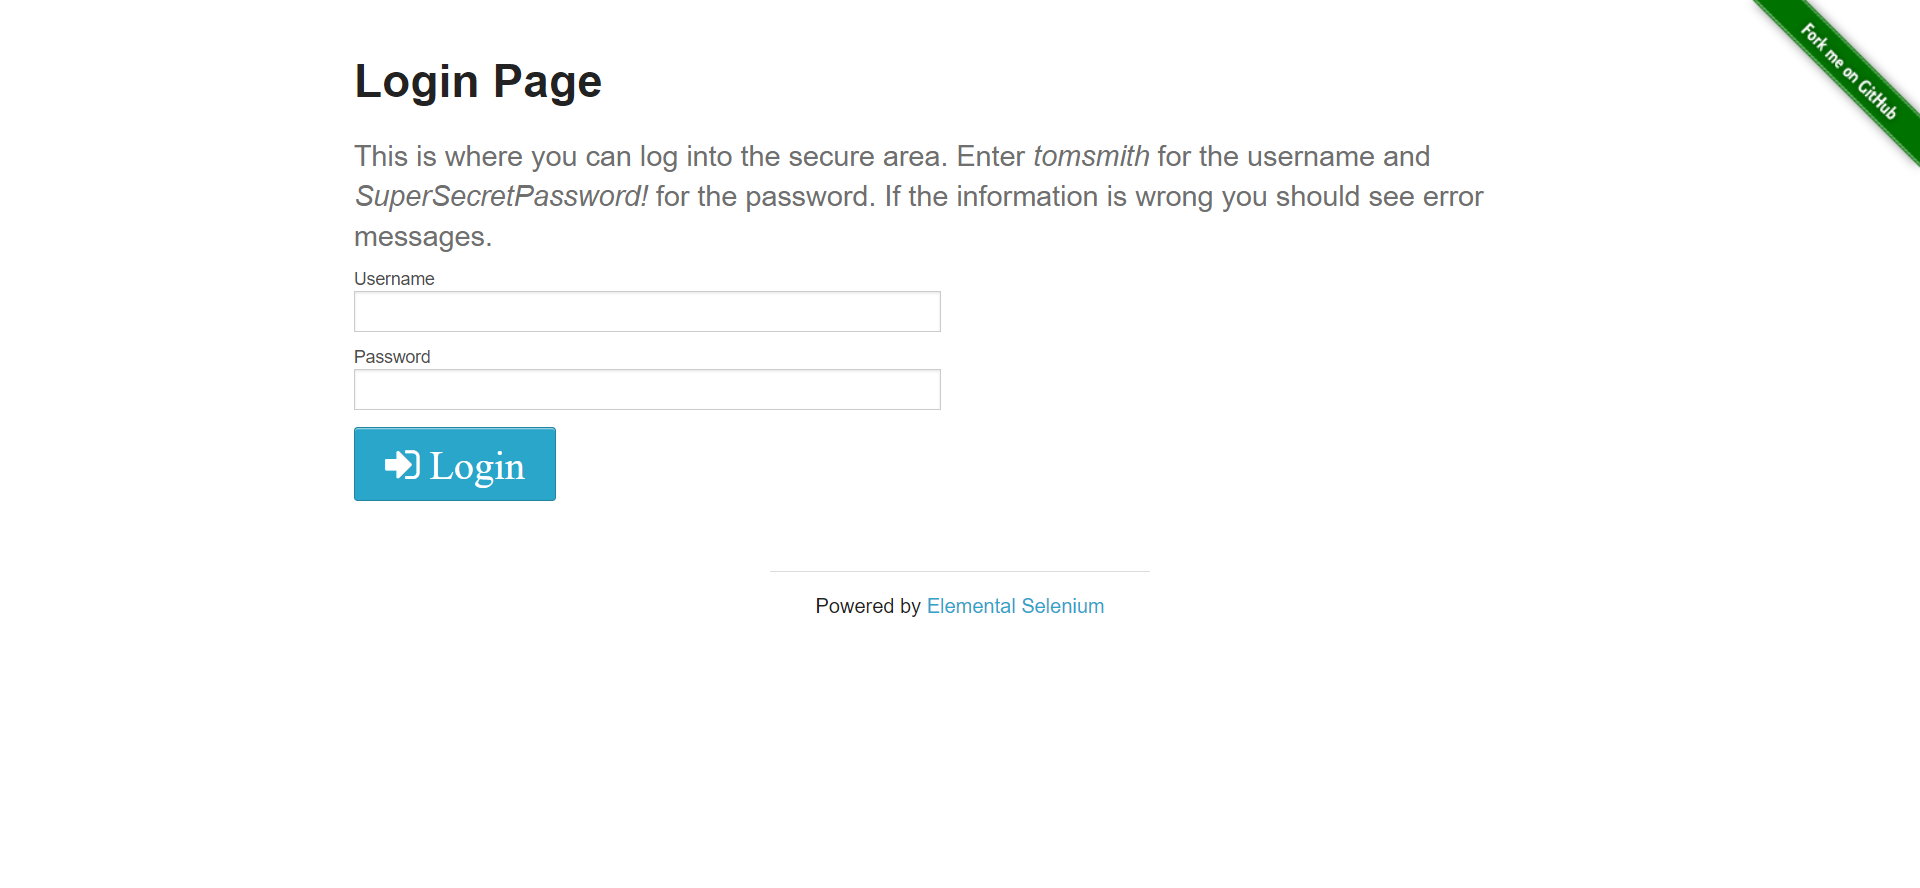 Fork me on GitHub
Login Page
This is where you can log into the secure area. Enter tomsmith for the username and
SuperSecretPassword! for the password. If the information is wrong you should see error
messages.
Username
Password
Login
Powered by Elemental Selenium